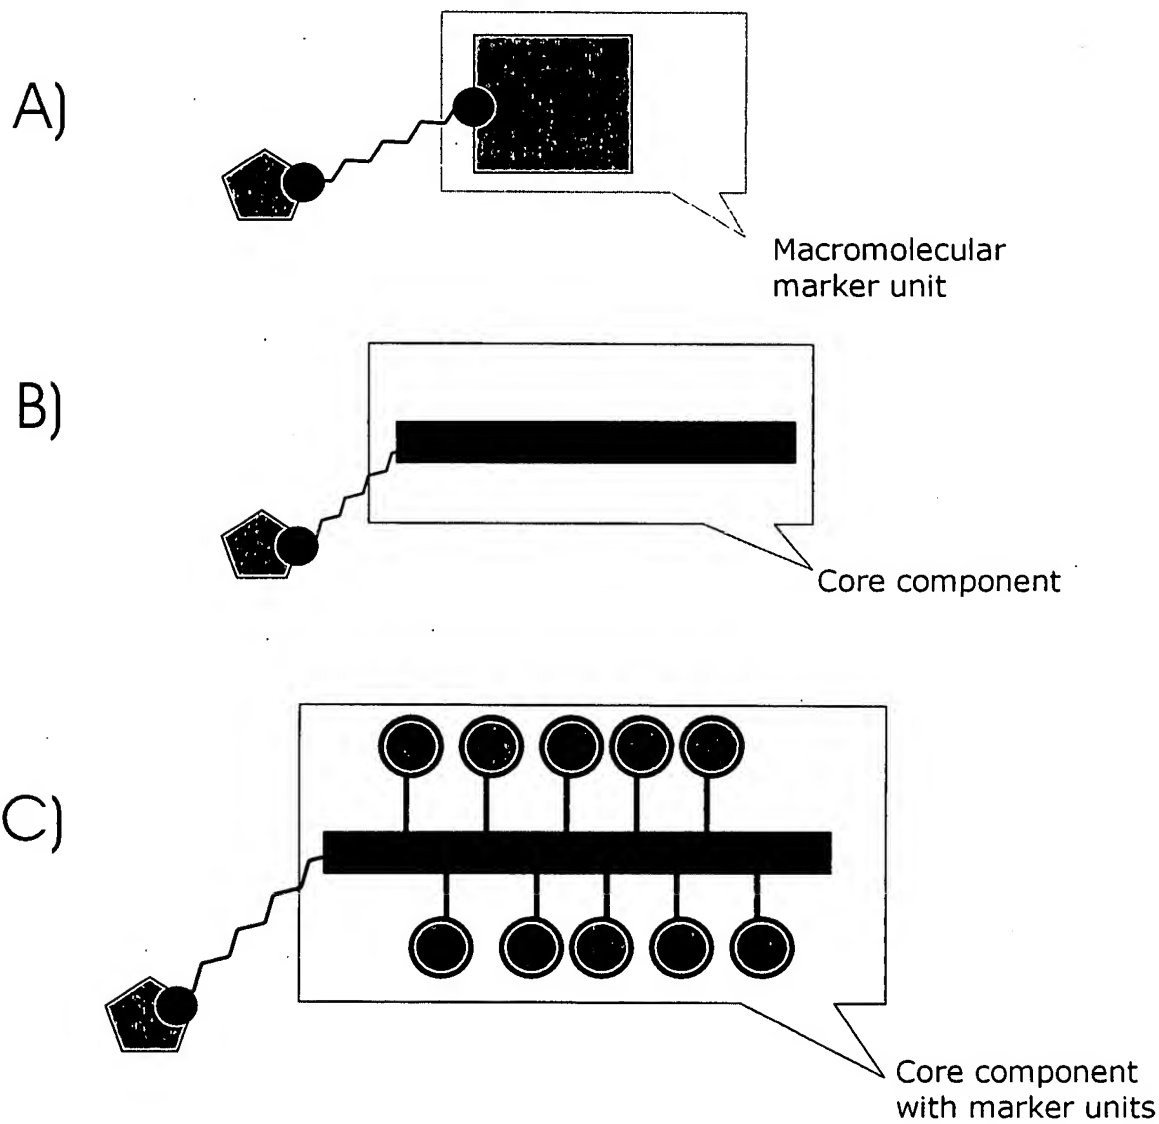 A)
Macromolecular
marker unit
B)
Core component
C)
Core component
with marker units